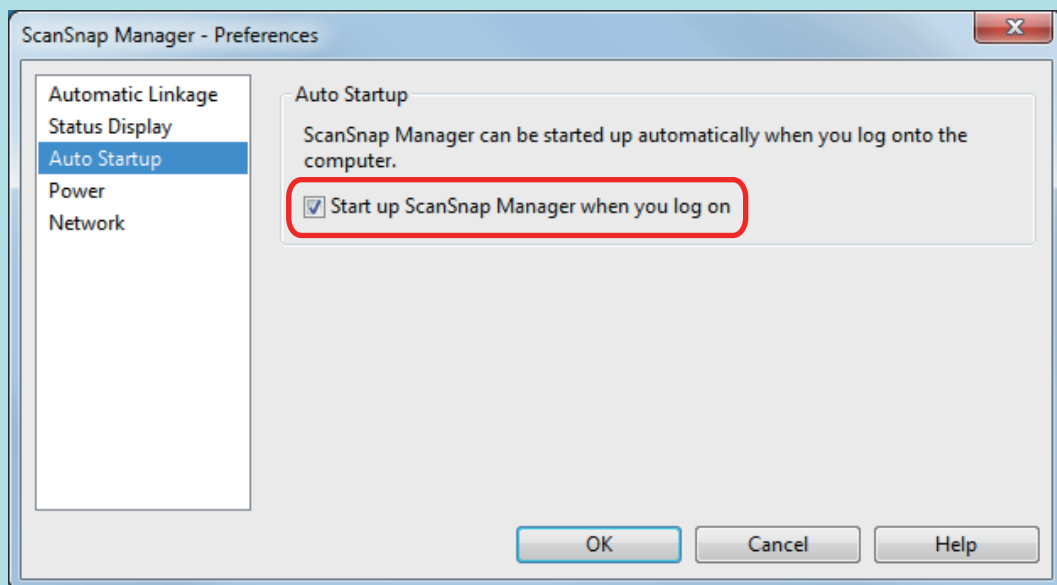 ScanSnap Manager - Preferences
Automatic Linkage
Status Display
Auto Startup
Power
Network
Auto Startup
ScanSnap Manager can be started up automatically when you log onto the
computer.
Start up ScanSnap Manager when you log on
OK
Cancel
Help